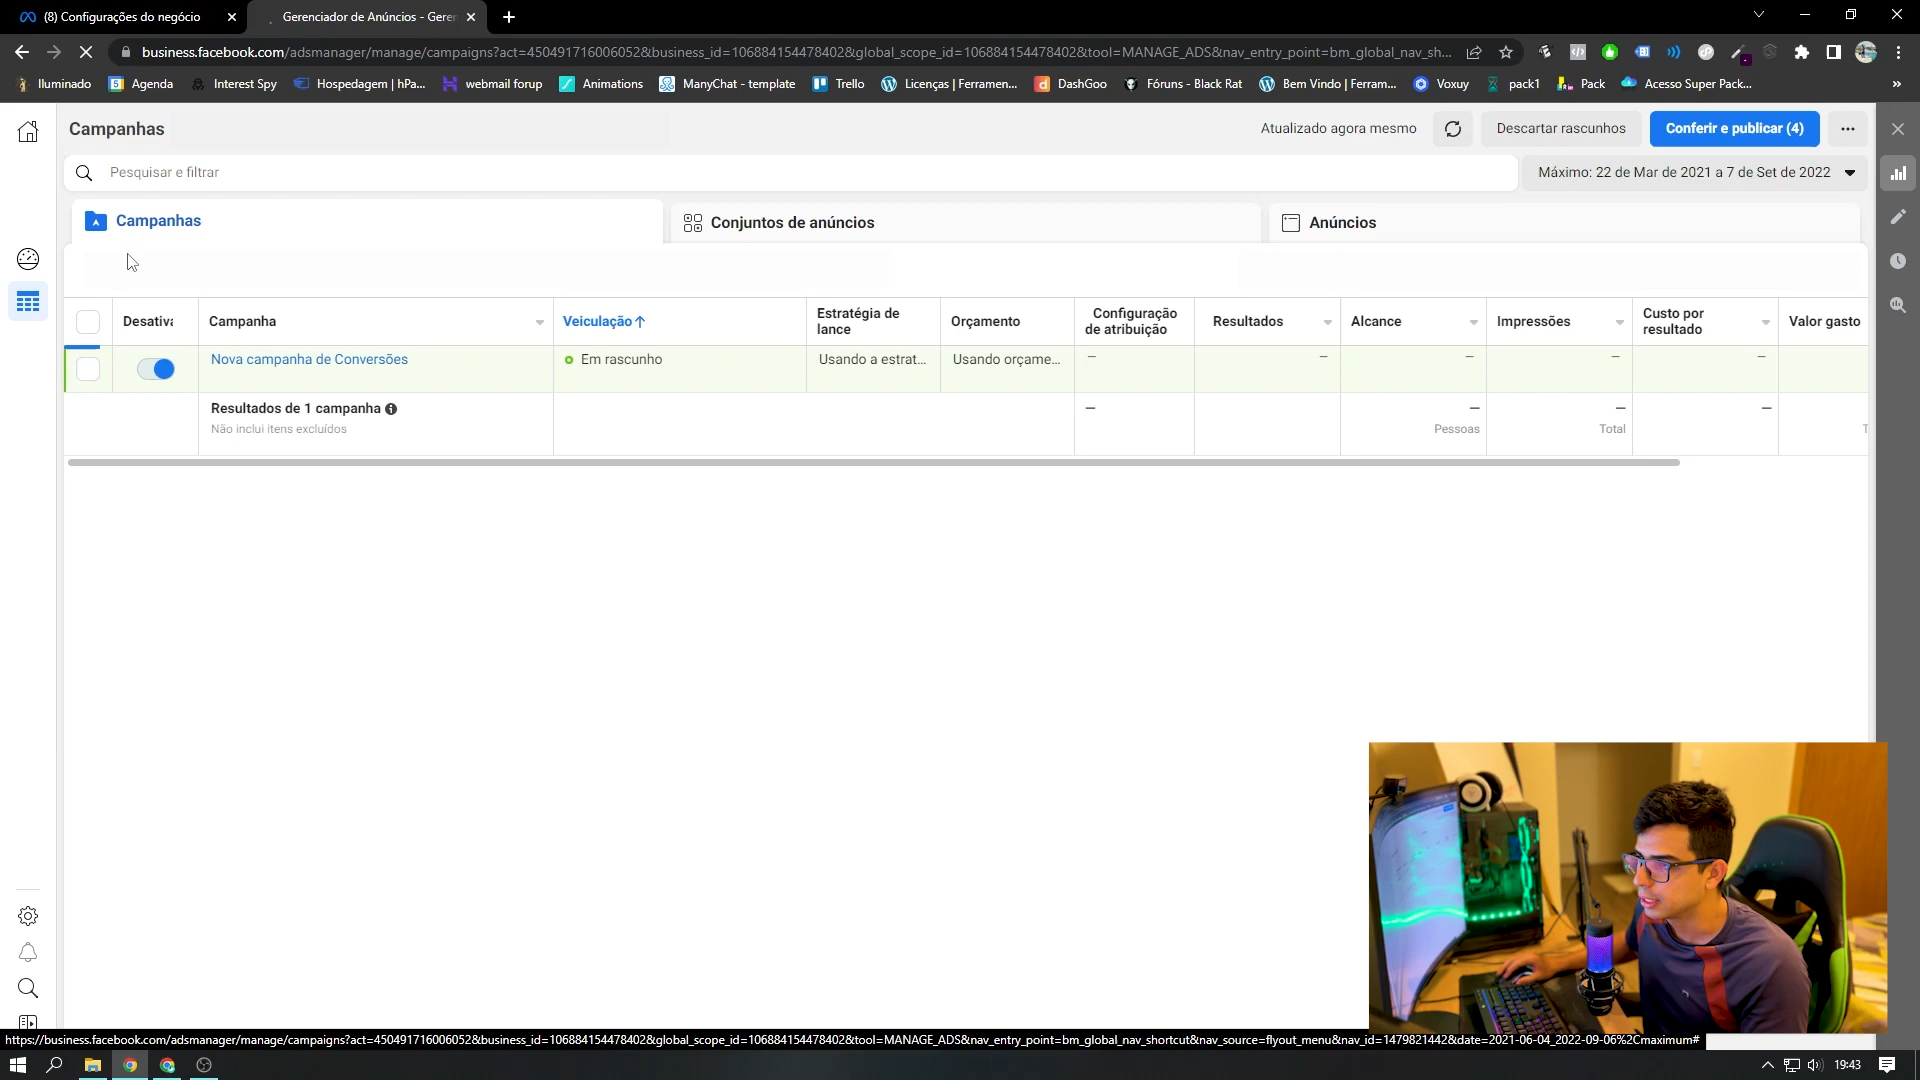 (8) Configurações do negócio
Gerenciador de Anúncios - Geren
business.facebook.com/adsmanager/manage/campaigns?act=450491716006052&business_id=106884154478402&global_scope_id=106884154478402&tool=MANAGE_ADS&nav_entry_point=bm_global_nav_sh...
Iluminado
Agenda
Interest Spy
Hospedagem | hPa...
webmail forup
Animations
ManyChat - template
Trello
Licenças | Ferramen...
DashGoo
Fóruns - Black Rat
Bem Vindo | Ferram...
Voxuy
pack1
Pack
Acesso Super Pack...
Campanhas
Atualizado agora mesmo
Descartar rascunhos
Conferir e publicar (4)
Pesquisar e filtrar
Máximo: 22 de Mar de 2021 a 7 de Set de 2022
Campanhas
Conjuntos de anúncios
Anúncios
Desativa
Campanha
Veiculação↑
Estratégia de
lance
Orçamento
Configuração
de atribuição
Resultados
Alcance
Impressões
Custo por
resultado
Valor gasto
Nova campanha de Conversões
Em rascunho
Usando a estrat...
Usando orçame...
—
—
—
—
—
Resultados de 1 campanha
Não inclui itens excluídos
—
—
Pessoas
—
Total
—
T
https://business.facebook.com/adsmanager/manage/campaigns?act=450491716006052&business_id=106884154478402&global_scope_id=106884154478402&tool=MANAGE_ADS&nav_entry_point=bm_global_nav_shortcut&nav_source=flyout_menu&nav_id=1479821442&date=2021-06-04_2022-09-06%2Cmaximum#
19:43